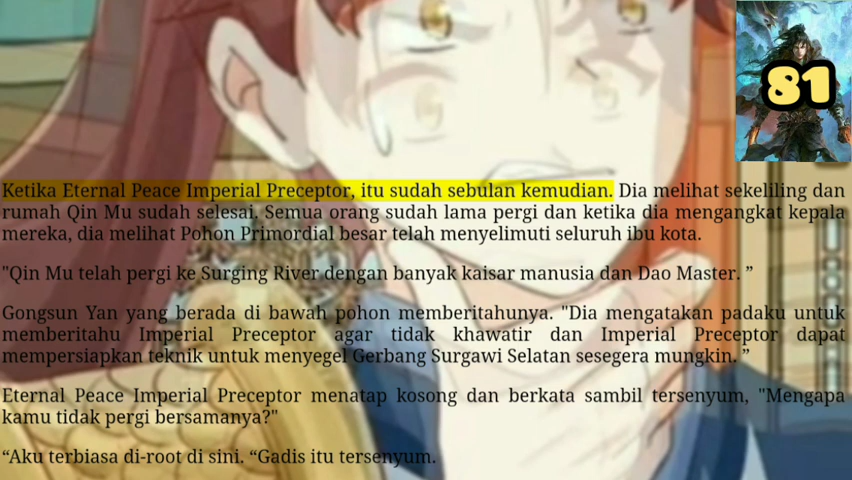 81
Ketika Eternal Peace Imperial Preceptor, itu sudah sebulan kemudian. Dia melihat sekeliling dan
rumah Qin Mu sudah selesai. Semua orang sudah lama pergi dan ketika dia mengangkat kepala
mereka, dia melihat Pohon Primordial besar telah menyelimuti seluruh ibu kota.
"Qin Mu telah pergi ke Surging River dengan banyak kaisar manusia dan Dao Master. ”
Gongsun Yan yang berada di bawah pohon memberitahunya. "Dia mengatakan padaku untuk
memberitahu Imperial Preceptor agar tidak khawatir dan Imperial Preceptor dapat
mempersiapkan teknik untuk menyegel Gerbang Surgawi Selatan sesegera mungkin. ”
Eternal Peace Imperial Preceptor menatap kosong dan berkata sambil tersenyum, "Mengapa
kamu tidak pergi bersamanya?"
“Aku terbiasa di-root di sini. “Gadis itu tersenyum.